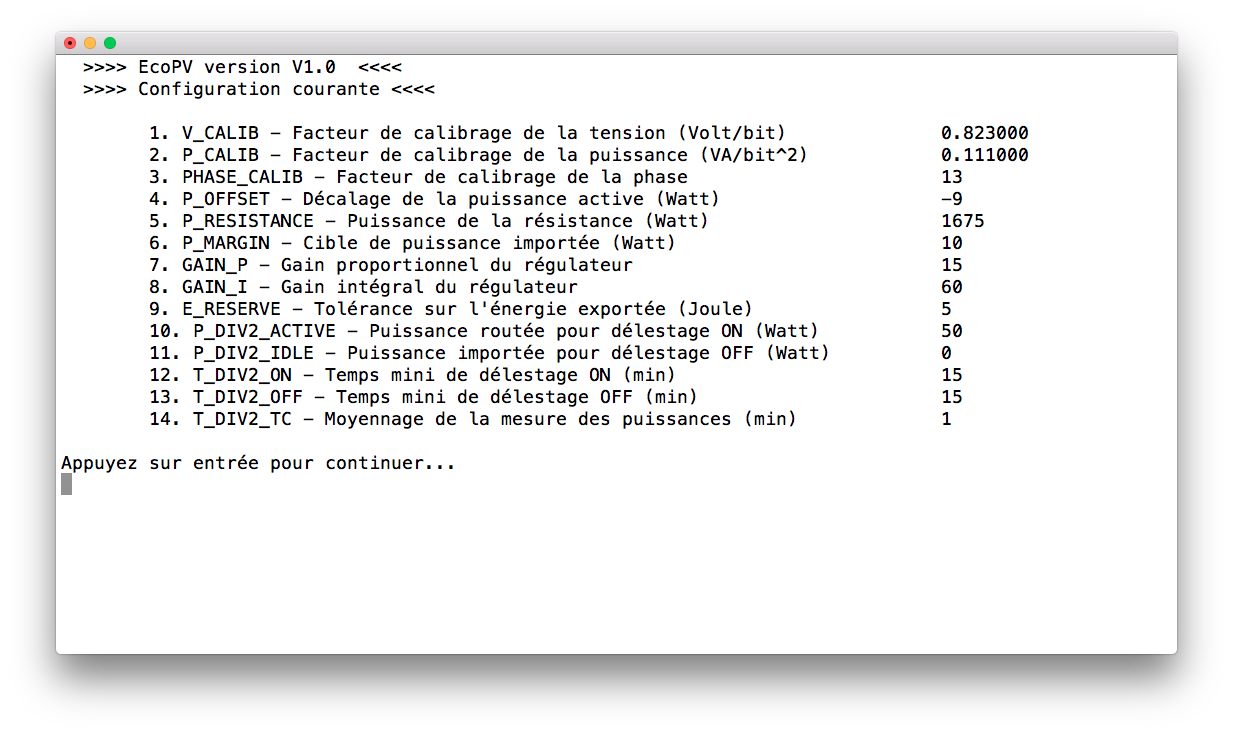 >>>> EcoPV version V1.0 <<<<
>>>> Configuration courante <<<<
1. V_CALIB – Facteur de calibrage de la tension (Volt/bit) 0.823000
2. P_CALIB – Facteur de calibrage de la puissance (VA/bit^2) 0.111000
3. PHASE_CALIB – Facteur de calibrage de la phase 13
4. P_OFFSET – Décalage de la puissance active (Watt) –9
5. P_RESISTANCE – Puissance de la résistance (Watt) 1675
6. P_MARGIN – Cible de puissance importée (Watt) 10
7. GAIN_P – Gain proportionnel du régulateur 15
8. GAIN_I – Gain intégral du régulateur 60
9. E_RESERVE – Tolérance sur l'énergie exportée (Joule) 5
10. P_DIV2_ACTIVE – Puissance routée pour délestage ON (Watt) 50
11. P_DIV2_IDLE – Puissance importée pour délestage OFF (Watt) 0
12. T_DIV2_ON – Temps mini de délestage ON (min) 15
13. T_DIV2_OFF – Temps mini de délestage OFF (min) 15
14. T_DIV2_TC – Moyennage de la mesure des puissances (min) 1
Appuyez sur entrée pour continuer...